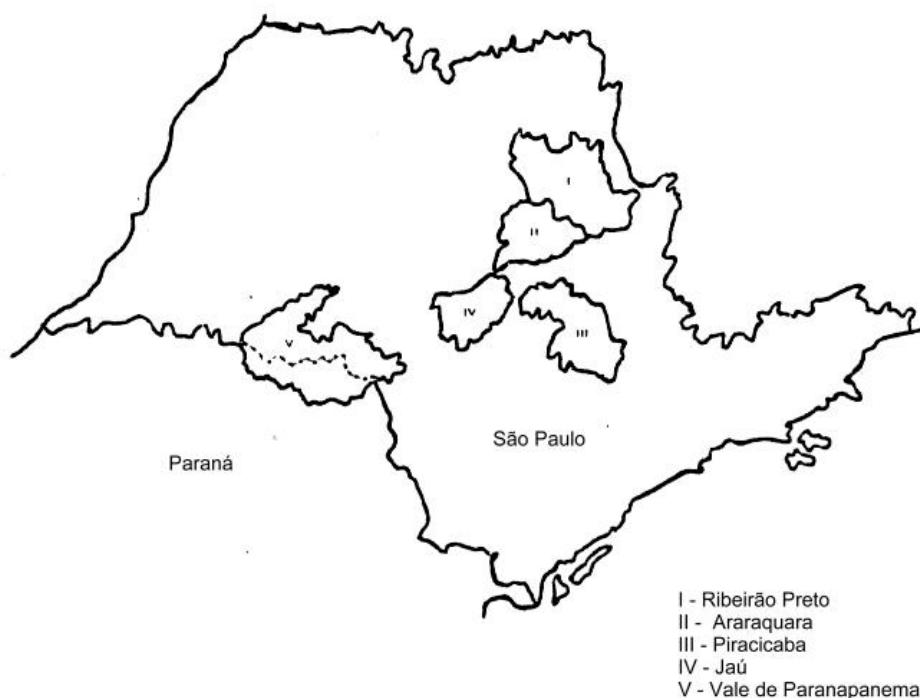 I
II
IV
III
V
São Paulo
Paraná
I - Ribeirão Preto
II - Araraquara
III - Piracicaba
IV - Jaú
V - Vale de Paranapanema